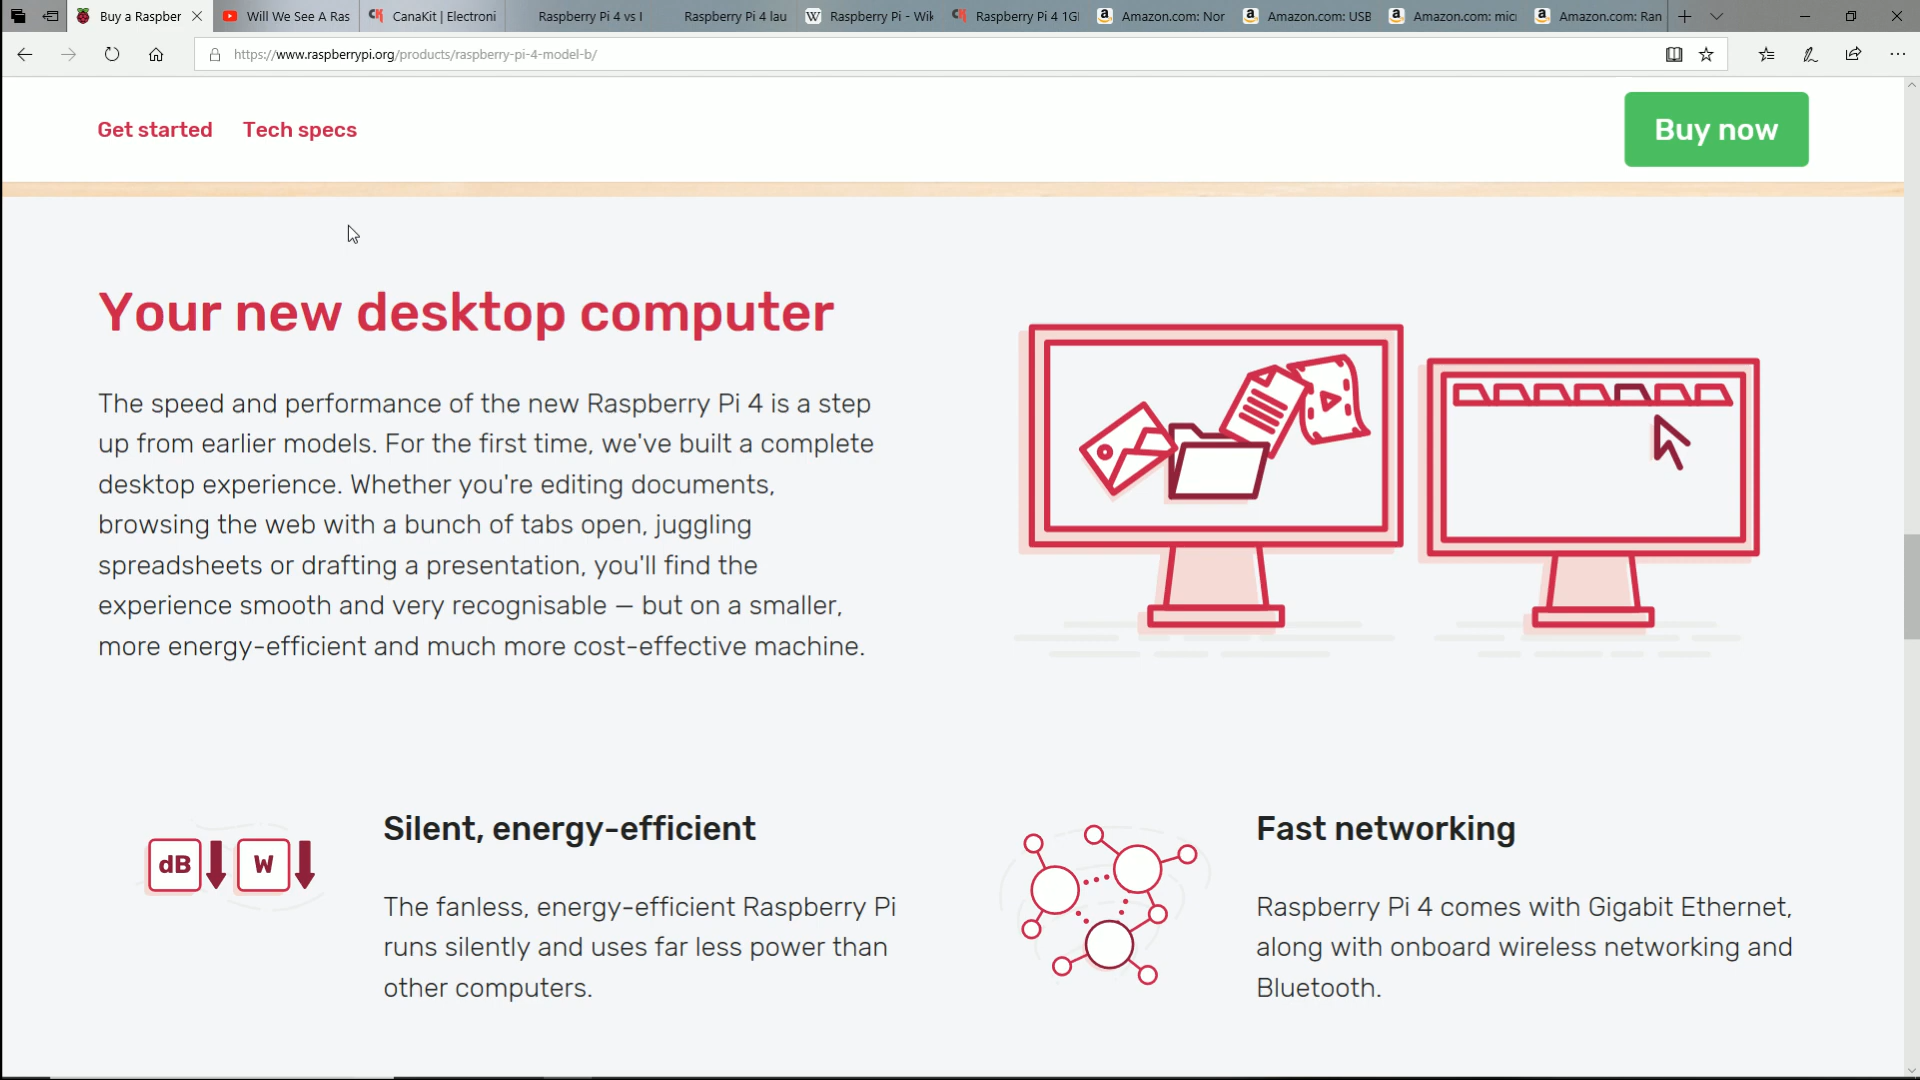 Buy a Raspber
Will We See A Ras
CanaKit | Electroni
Raspberry Pi 4 vs
Raspberry Pi 4 lau
W Raspberry Pi - Wik
Raspberry Pi 4 1G
Amazon.com: Nor
Amazon.com: USB
Amazon.com: mic
Amazon.com: Ran
https://www.raspberrypi.org/products/raspberry-pi-4-model-b/
Get started
Tech specs
Buy now
Your new desktop computer
The speed and performance of the new Raspberry Pi 4 is a step
up from earlier models. For the first time, we've built a complete
desktop experience. Whether you're editing documents,
browsing the web with a bunch of tabs open, juggling
spreadsheets or drafting a presentation, you'll find the
experience smooth and very recognisable — but on a smaller,
more energy-efficient and much more cost-effective machine.
dB W
Silent, energy-efficient
The fanless, energy-efficient Raspberry Pi
runs silently and uses far less power than
other computers.
Fast networking
Raspberry Pi 4 comes with Gigabit Ethernet,
along with onboard wireless networking and
Bluetooth.